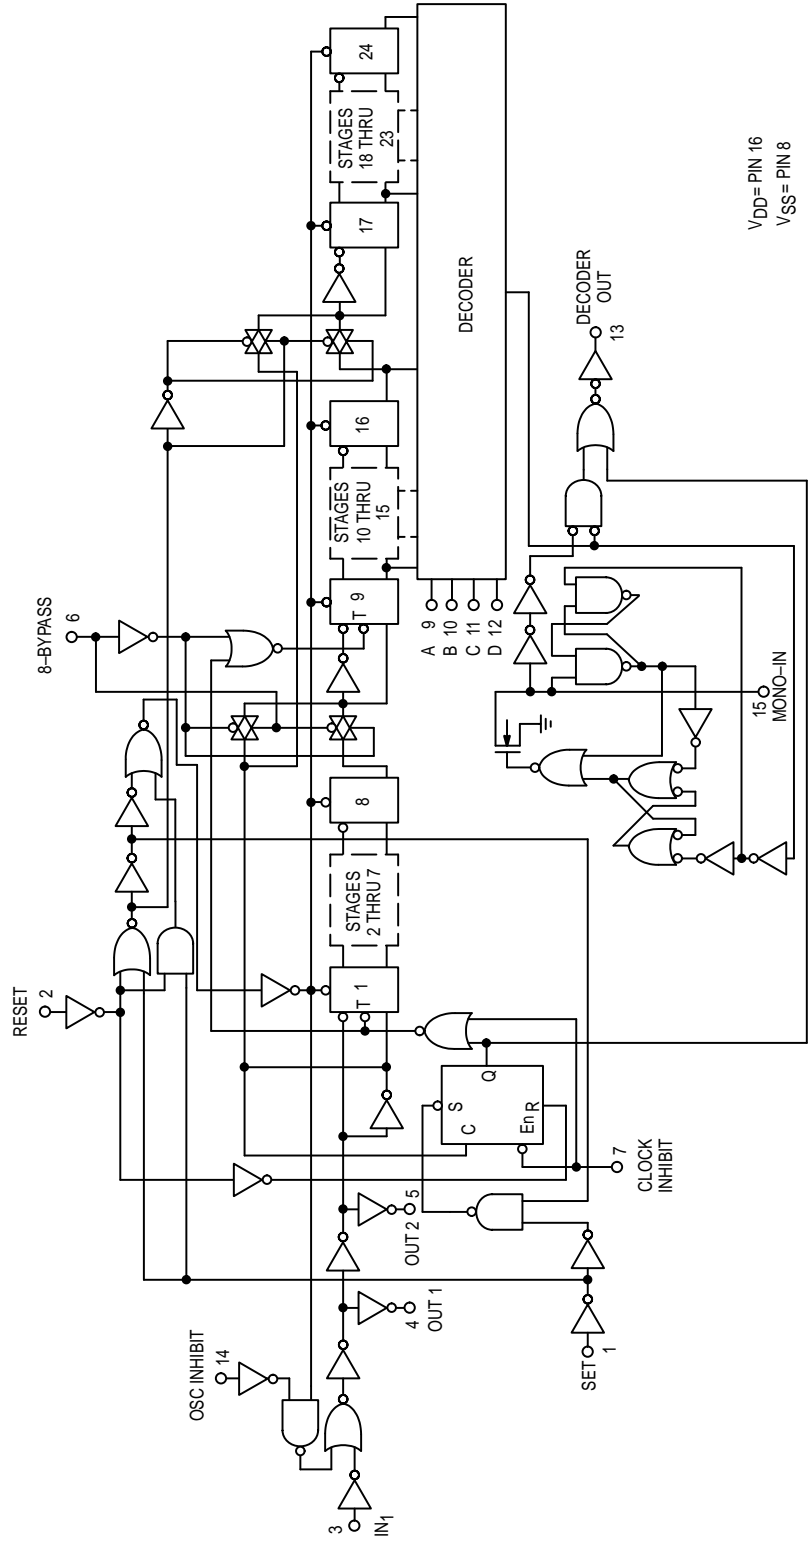 RESET
2
8–BYPASS
6
OSC INHIBIT
14
3
IN1
4
OUT 1
OUT 2
5
T 1
STAGES
2 THRU 7
8
T 9
STAGES
10 THRU
15
16
17
STAGES
18 THRU
23
24
DECODER
A 9
B 10
C 11
D 12
C
S
Q
En
R
SET
1
7
CLOCK
INHIBIT
15
MONO–IN
DECODER
OUT
13
VDD = PIN 16
VSS = PIN 8